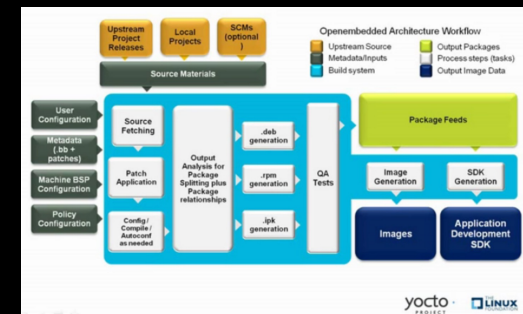 Openembedded Architecture Workflow
Upstream Source
Output Packages
Metadata/Inputs
Process steps (tasks)
Build system
Output Image Data
Upstream
Project
Releases
Local
Projects
SCMs
(optional
)
Source Materials
User
Configuration
Metadata
(.bb +
patches)
Machine BSP
Configuration
Policy
Configuration
Source
Fetching
Patch
Application
Config /
Compile /
Autoconf
as needed
Output
Analysis for
Package
Splitting plus
Package
relationships
.deb
generation
.rpm
generation
.ipk
generation
QA
Tests
Package Feeds
Image
Generation
SDK
Generation
Images
Application
Development
SDK
yocto
PROJECT
THE
LINUX
FOUNDATION